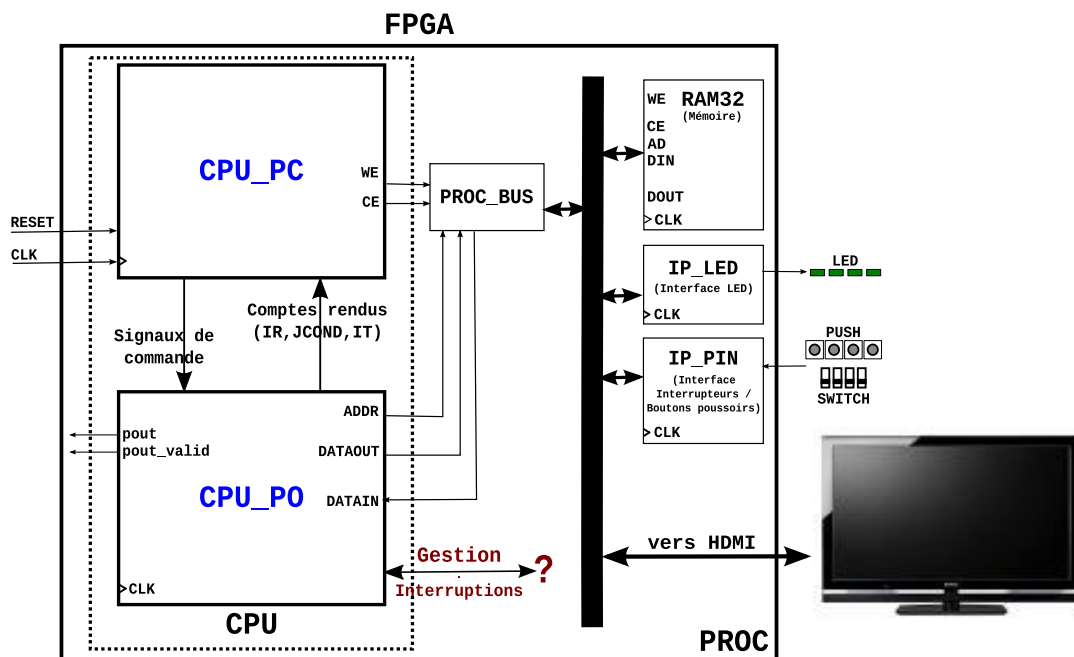 FPGA
CPU_PC
WE
CE
RESET
CLK
PROC_BUS
WE
RAM32
(Mémoire)
CE
AD
DIN
DOUT
CLK
IP_LED
(Interface LED)
CLK
LED
IP_PIN
(Interface
Interrupteurs /
Boutons poussoirs)
CLK
PUSH
SWITCH
Signaux de
commande
Comptes rendus
(IR,JCOND,IT)
ADDR
pout
pout_valid
DATAOUT
CPU_PO
DATAIN
CLK
Gestion
Interruptions
?
vers HDMI
CPU
PROC